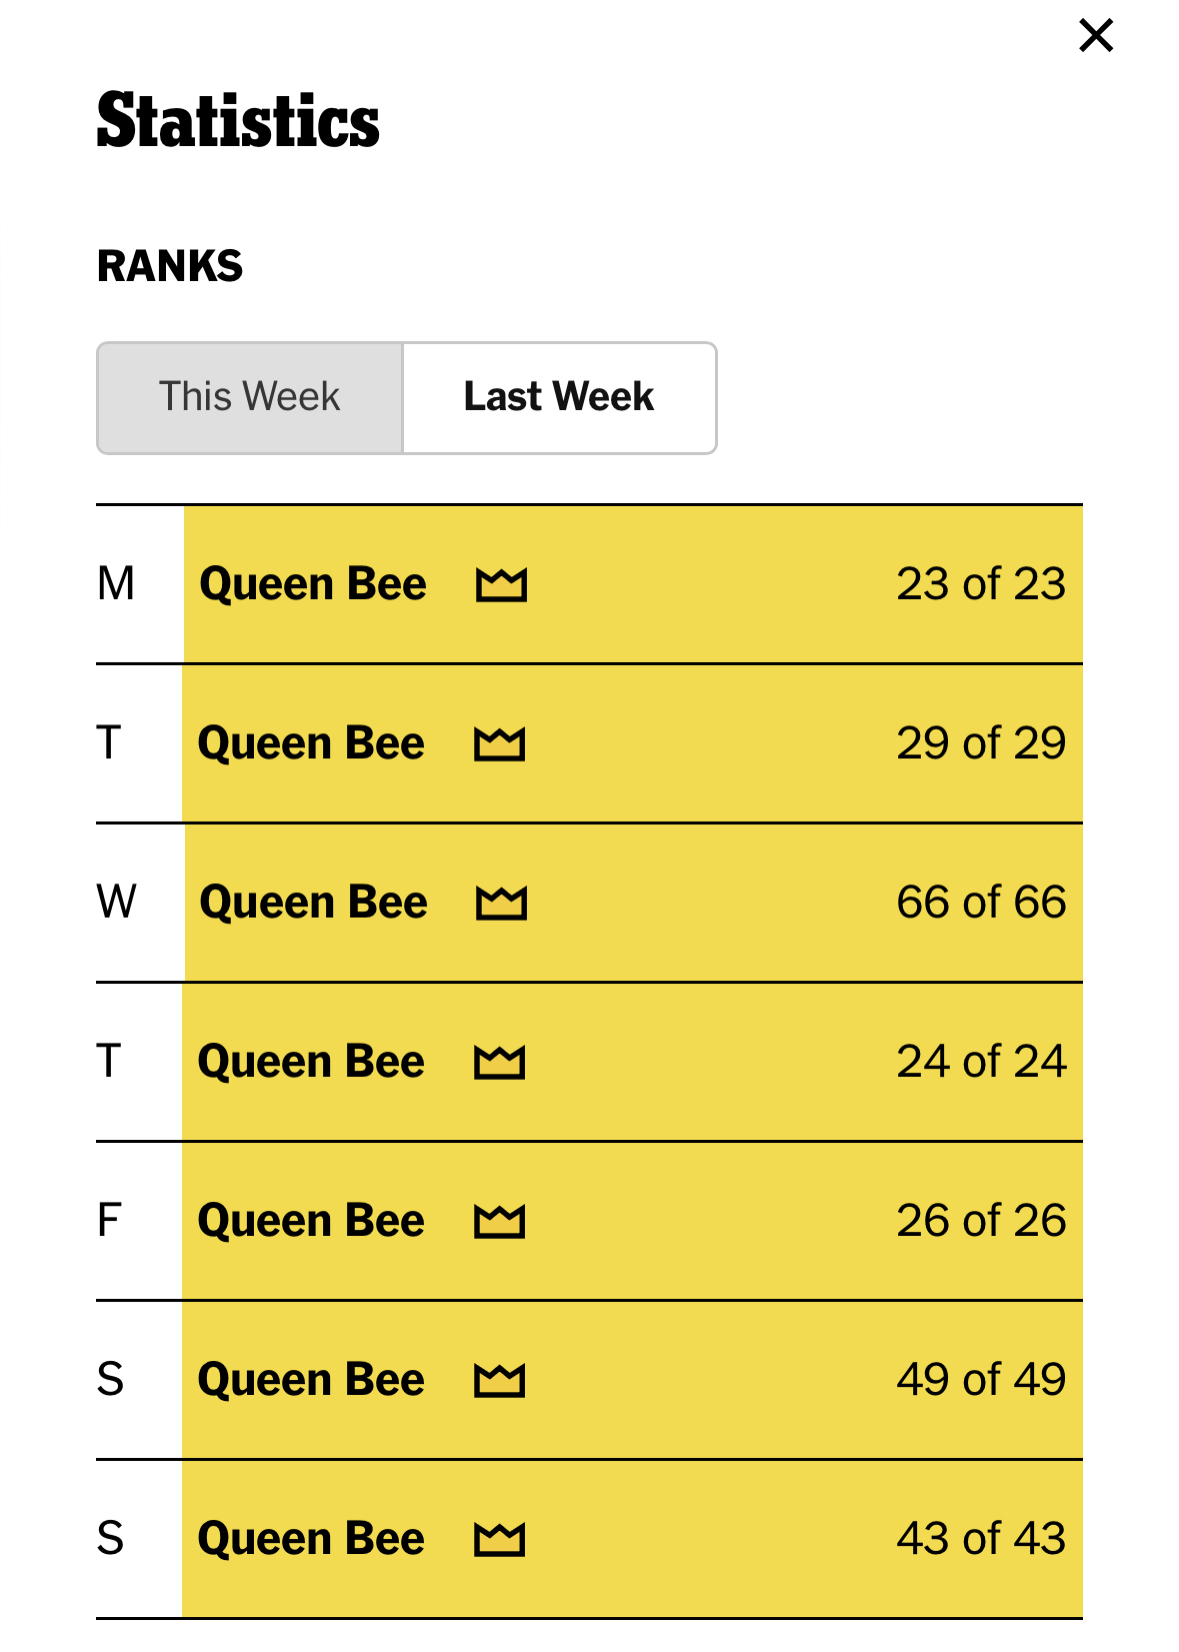 Statistics
RANKS
This Week Last Week
M Queen Bee 23 of 23
T Queen Bee 29 of 29
W Queen Bee 66 of 66
T Queen Bee 24 of 24
F Queen Bee 26 of 26
S Queen Bee 49 of 49
S Queen Bee 43 of 43